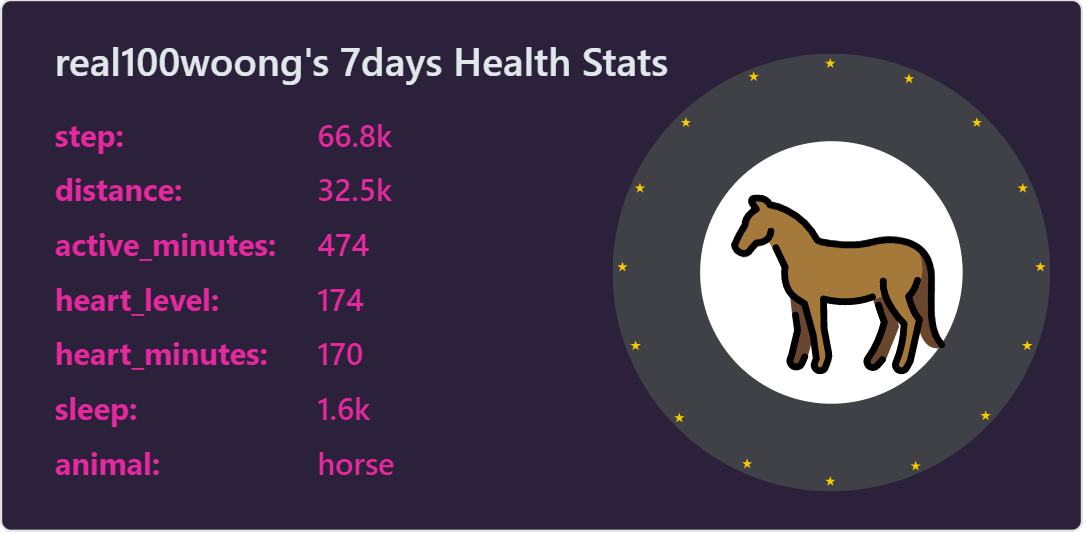 real100woong's 7days Health Stats
step: 66.8k
distance: 32.5k
active_minutes: 474
heart_level: 174
heart_minutes: 170
sleep: 1.6k
animal: horse